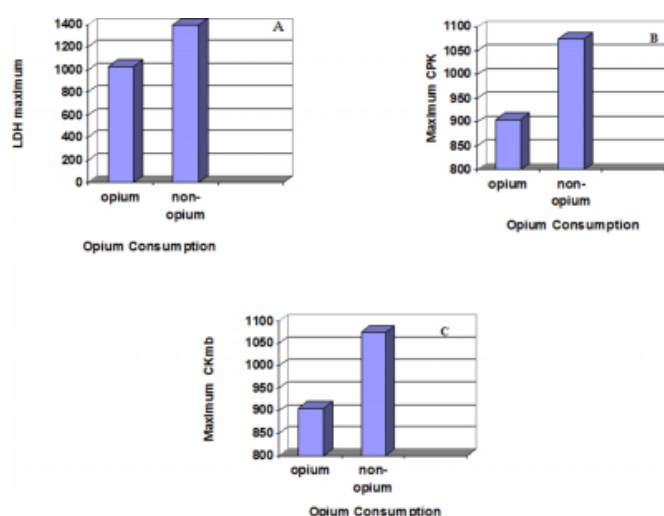 A
LDH maximum
1400
1200
1000
800
600
400
200
0
opium
non-
opium
Opium Consumption
B
Maximum CPK
1100
1050
1000
950
900
850
800
opium
non-
opium
Opium Consumption
C
Maximum CKmb
1100
1050
1000
950
900
850
800
opium
non-
opium
Opium Consumption